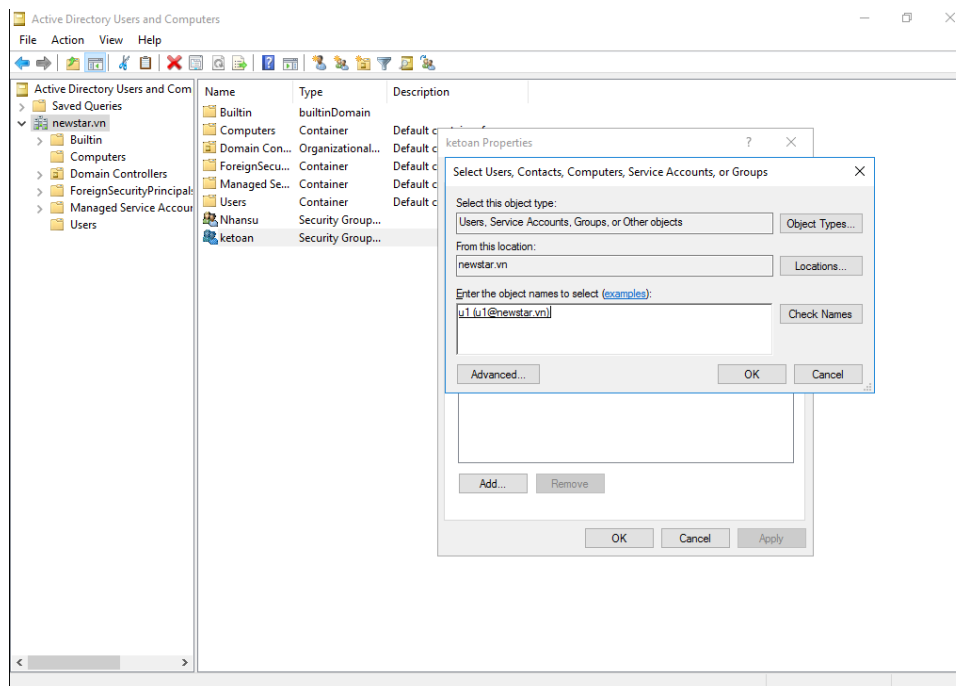 Active Directory Users and Computers
File Action View Help
Active Directory Users and Com
Saved Queries
newstar.vn
Builtin
Computers
Domain Controllers
ForeignSecurityPrincipals
Managed Service Accour
Users
Name Type Description
Builtin builtinDomain
Computers Container Default
Domain Con... Organizational... Default c
ForeignSecu... Container Default c
Managed Se... Container Default c
Users Container Default c
Nhansu Security Group...
ketoan Security Group...
ketoan Properties ?
Select Users, Contacts, Computers, Service Accounts, or Groups
Select this object type:
Users, Service Accounts, Groups, or Other objects Object Types...
From this location:
newstar.vn Locations...
Enter the object names to select (examples):
u1 (u1@newstar.vn) Check Names
Advanced... OK Cancel
Add... Remove
OK Cancel Apply